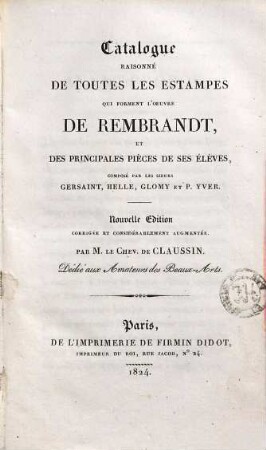 Catalogue
RAISONNÉ
DE TOUTES LES ESTAMPES
QUI FORMENT L'ŒUVRE
DE REMBRANDT,
ET
DES PRINCIPALES PIÈCES DE SES ÉLÈVES,
COMPOSÉ PAR LES SIEURS
GERSAINT, HELLE, GLOMY ET P. YVER.
Nouvelle Edition
CORRIGÉE ET CONSIDÉRABLEMENT AUGMENTÉE.
PAR M. LE CHEV. DE CLAUSSIN.
Dédié aux Amateurs des Beaux-Arts.
Paris,
DE L'IMPRIMERIE DE FIRMIN DIDOT,
IMPRIMEUR DU ROI, RUE JACOB, N° 24.
1824.